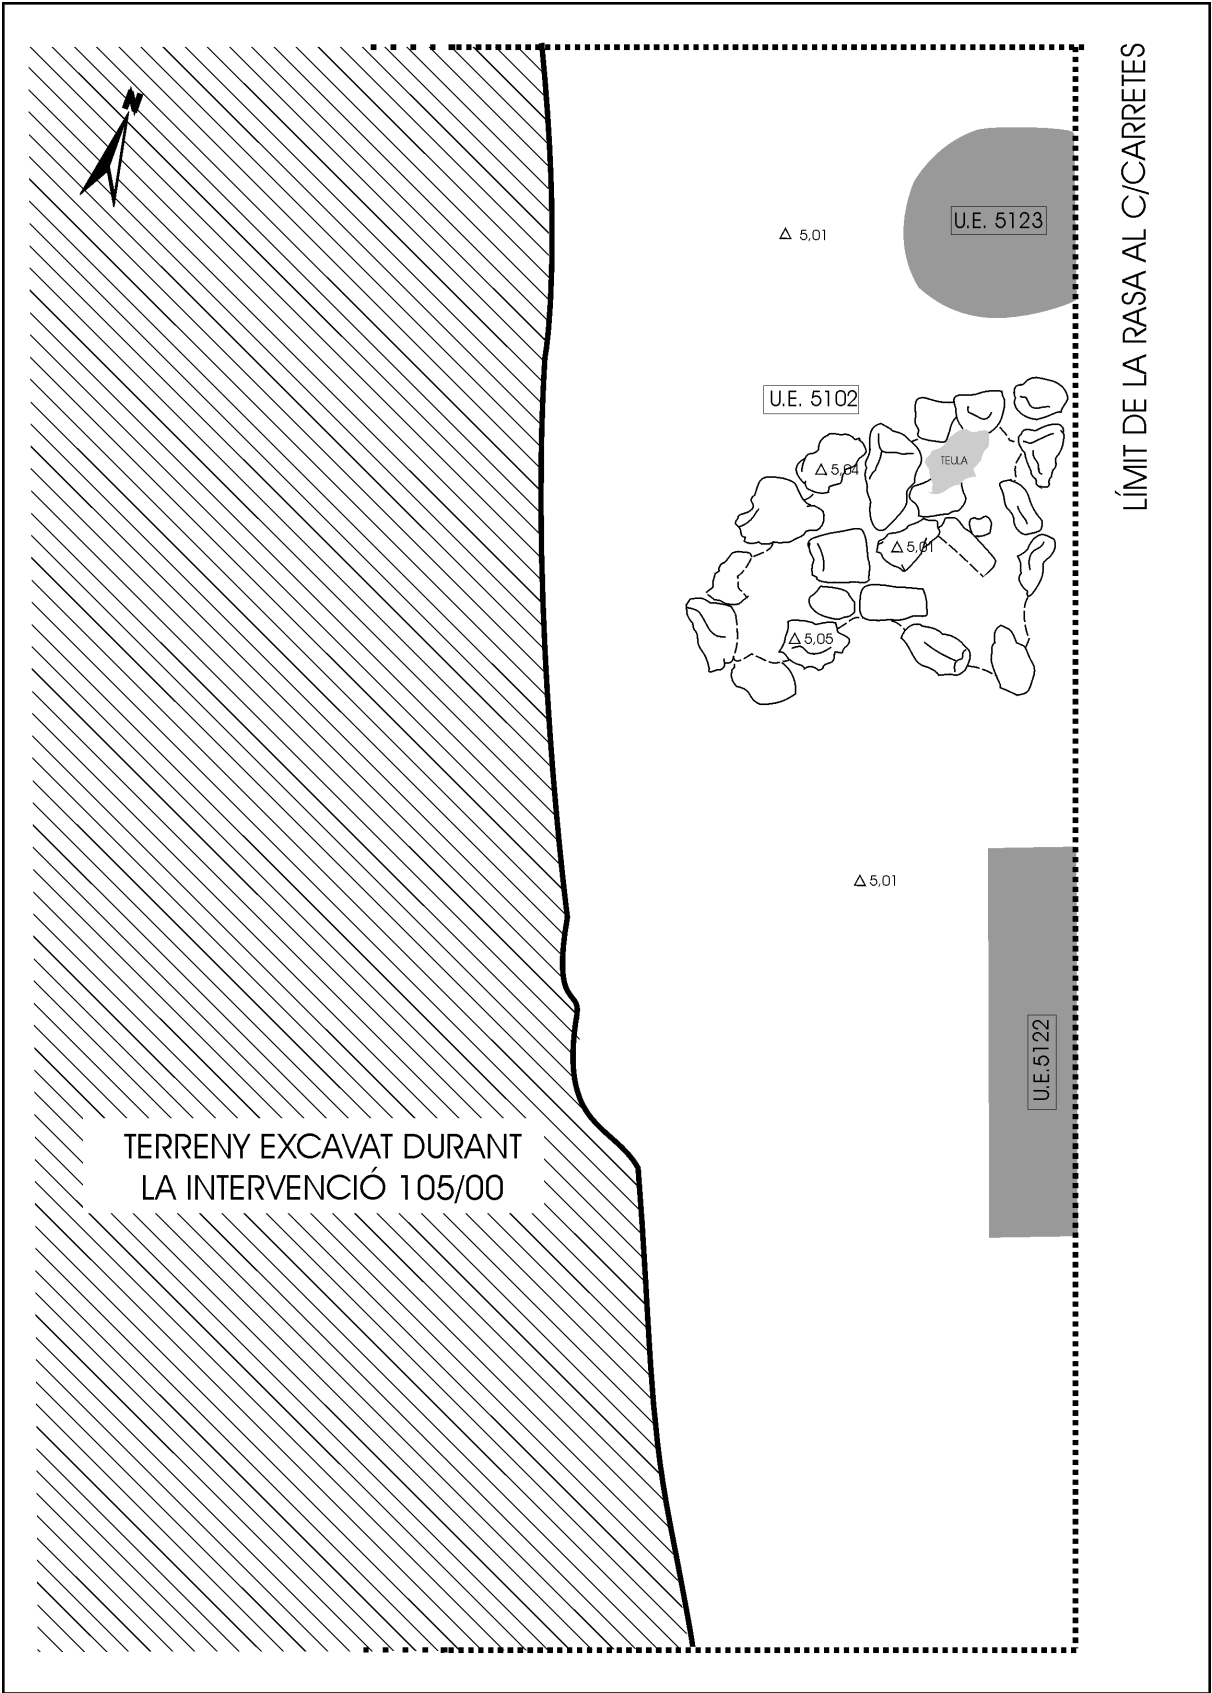 N
LÍMIT DE LA RASA AL C/CARRETES
U.E. 5123
△ 5,01
U.E. 5102
TEULA
△ 5,04
△ 5,01
△ 5,05
△ 5,01
U.E. 5122
TERRENY EXCAVAT DURANT
LA INTERVENCIÓ 105/00